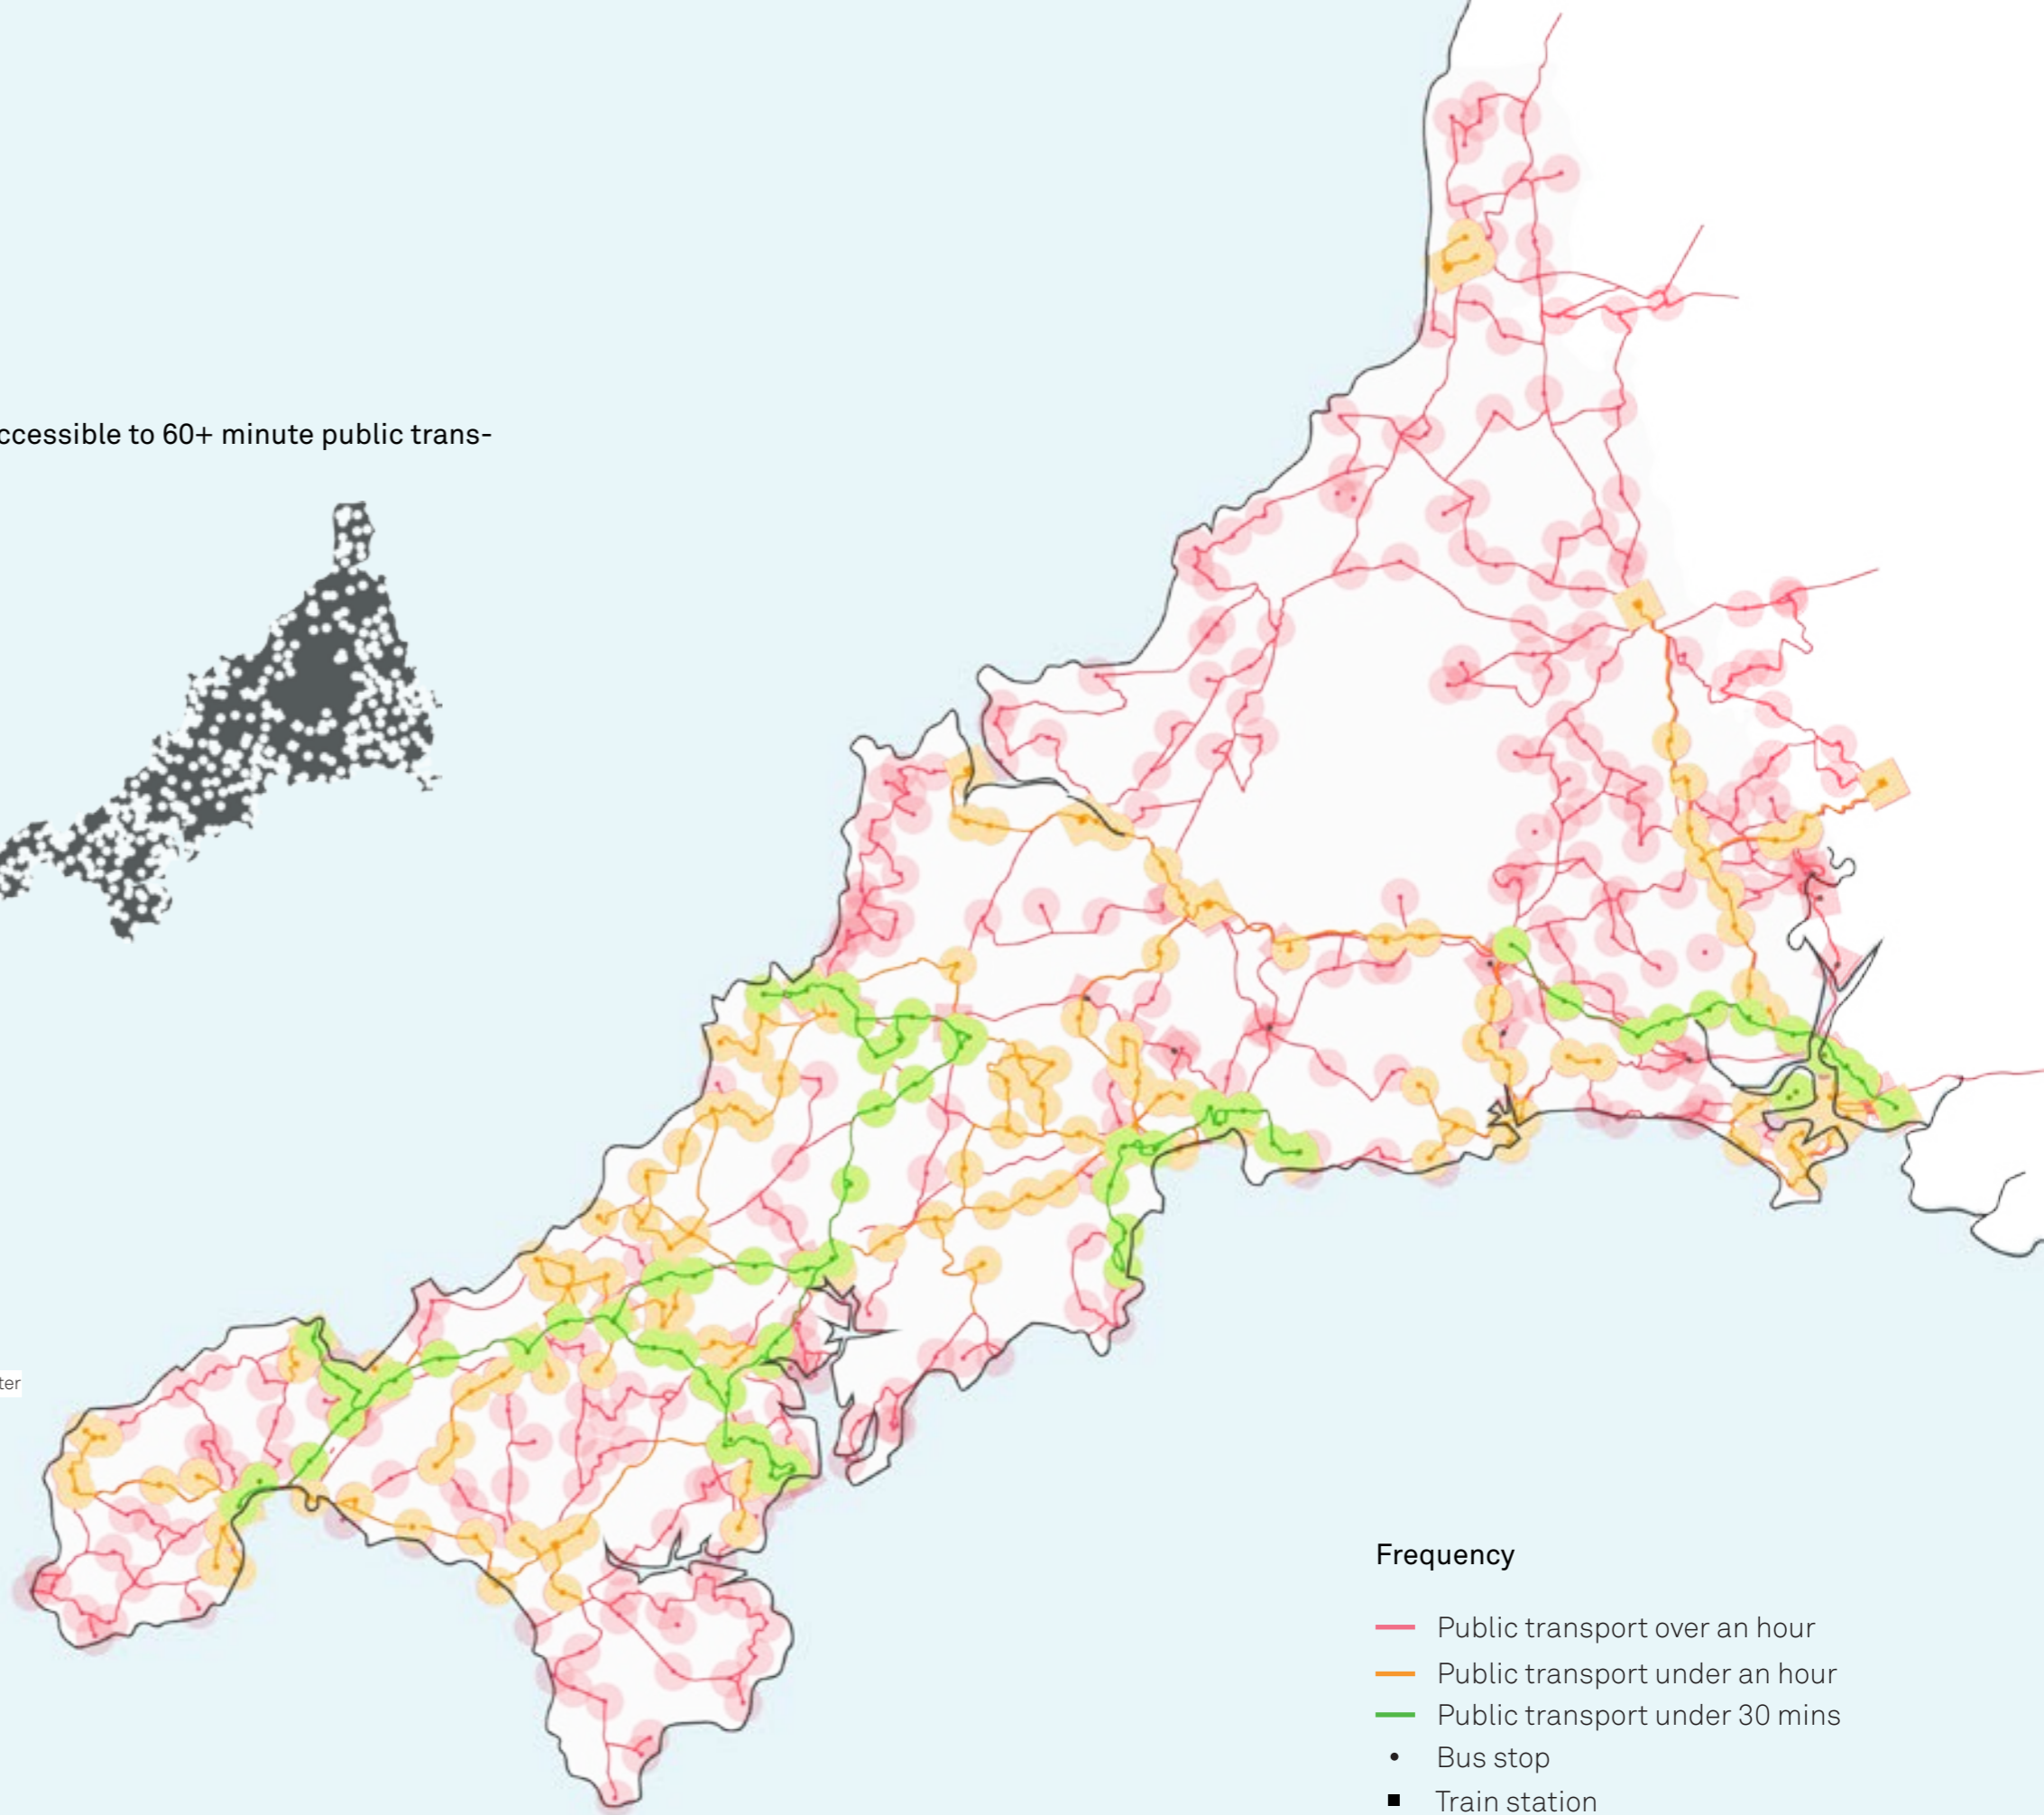 ccessible to 60+ minute public trans-
ter
Frequency
Public transport over an hour
Public transport under an hour
Public transport under 30 mins
Bus stop
Train station